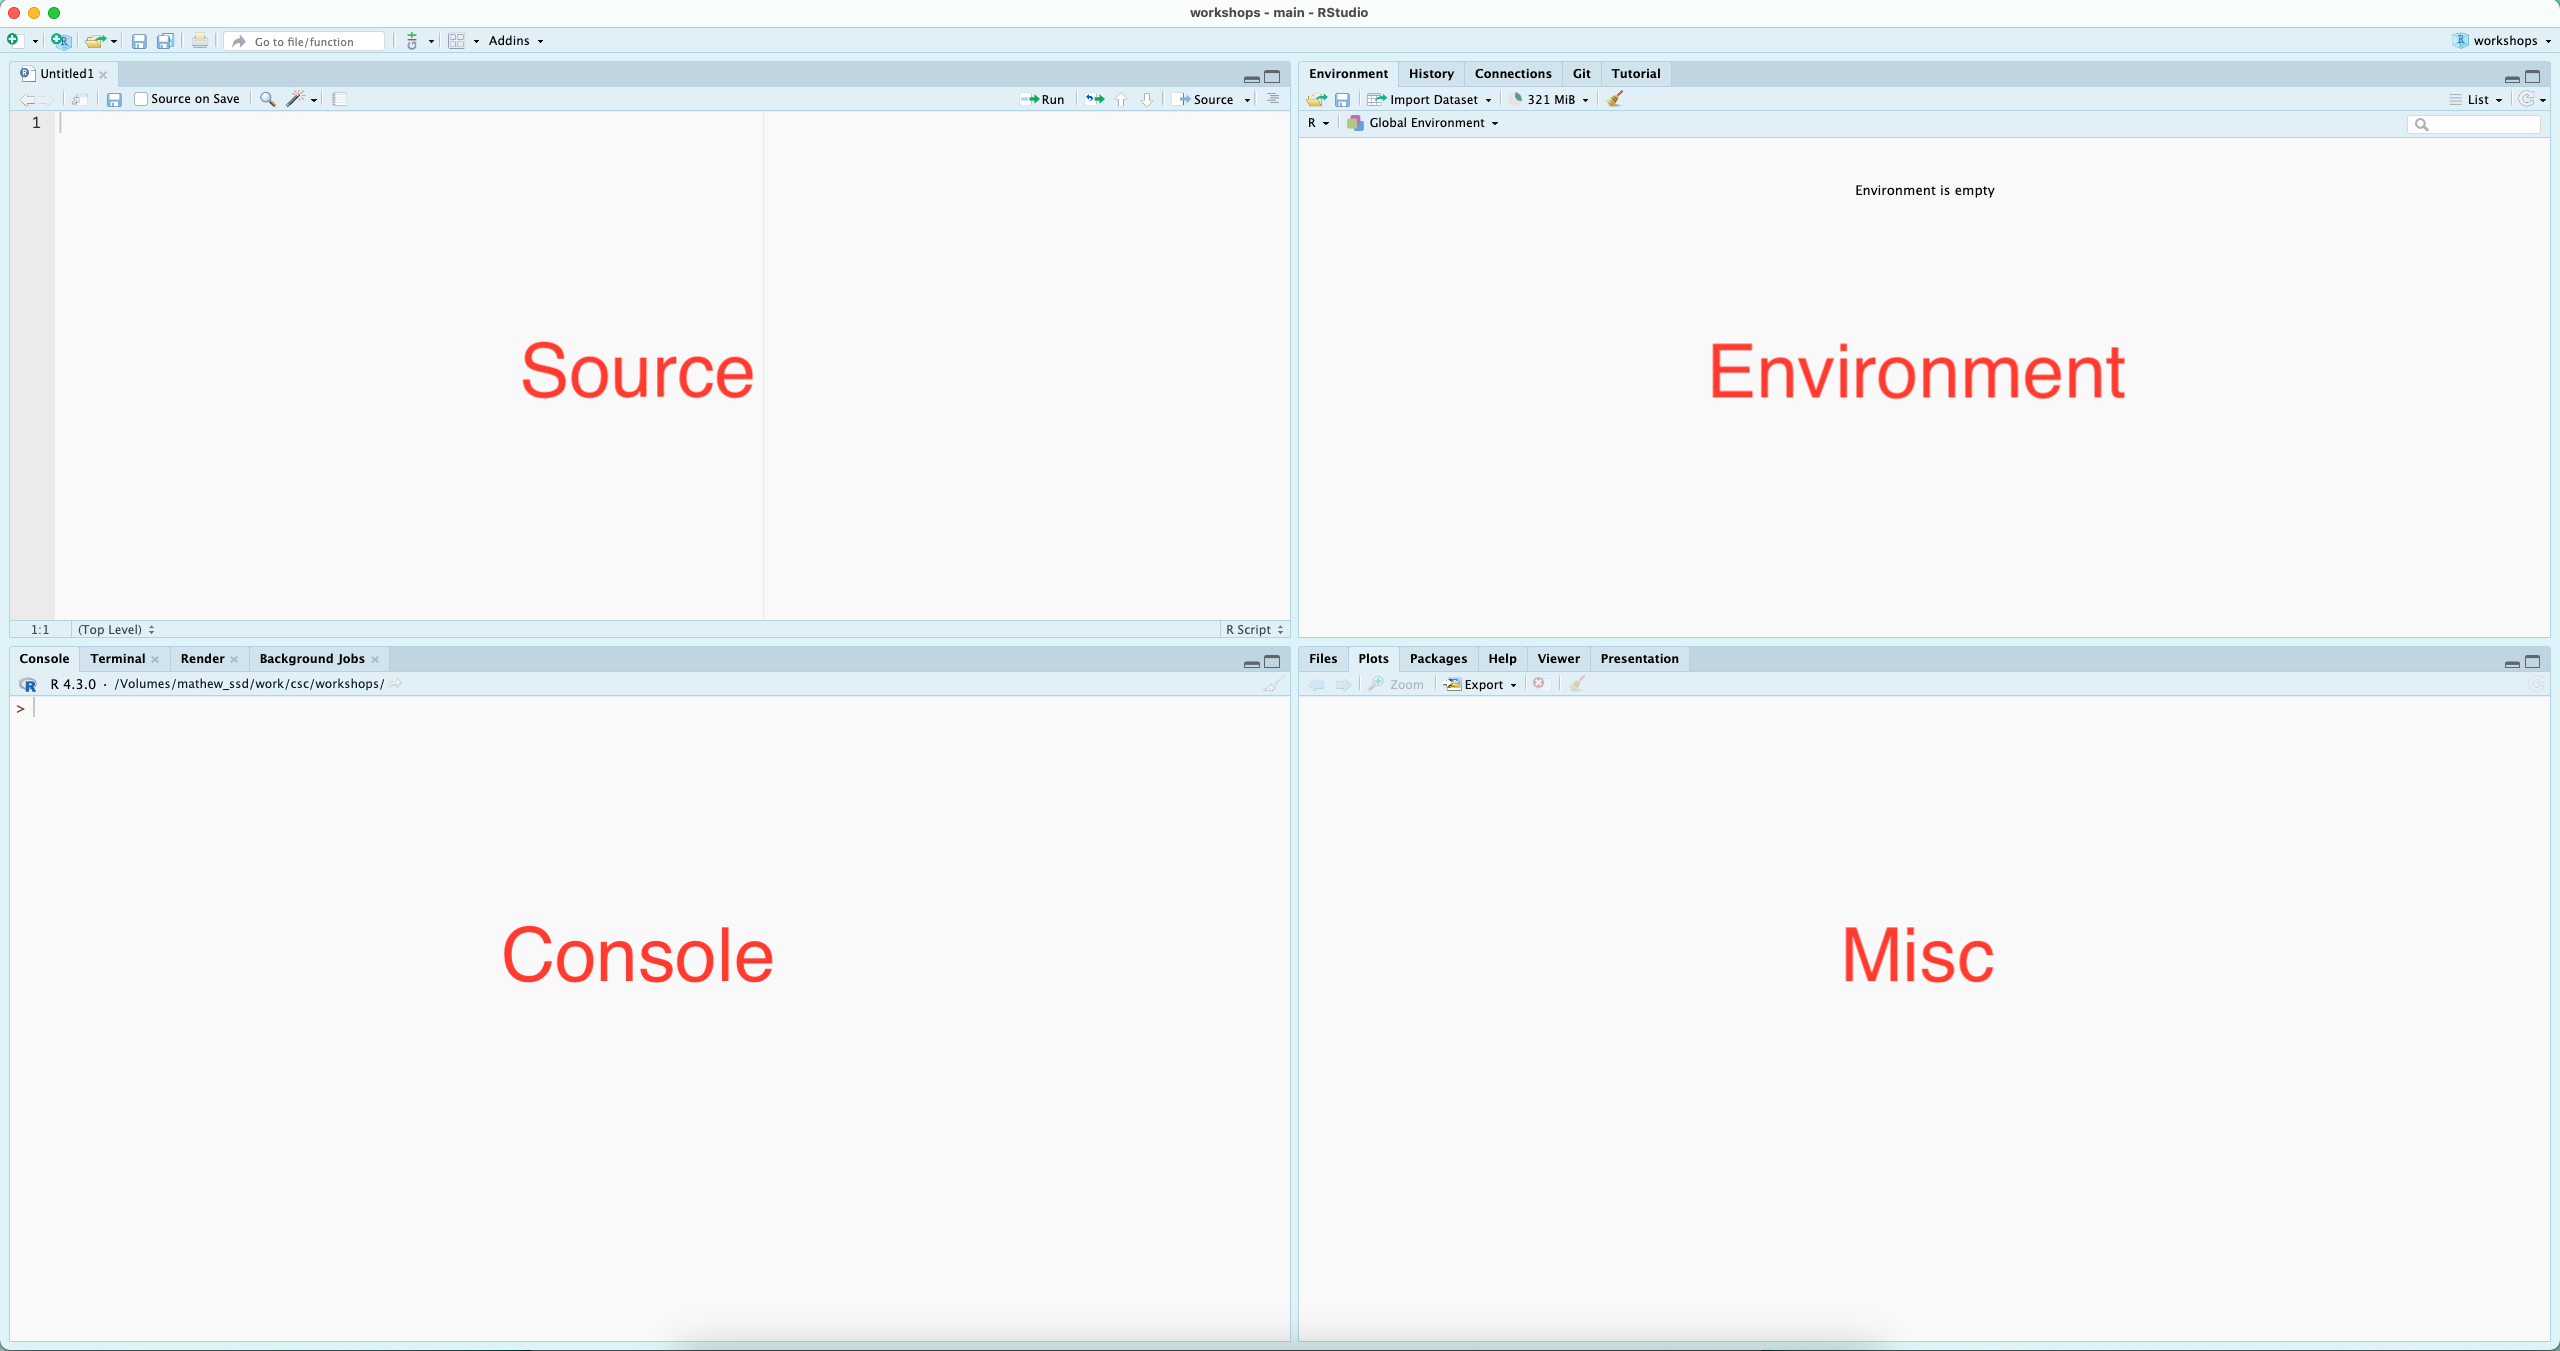 workshops - main - RStudio
Go to file/function Addins workshops
Untitled1
Source on Save Run Source
1
Source
1:1 (Top Level) R Script
Environment History Connections Git Tutorial
Import Dataset 321 MiB List
R Global Environment
Environment is empty
Environment
Console Terminal Render Background Jobs
R 4.3.0 · /Volumes/mathew_ssd/work/csc/workshops/
>
Console
Files Plots Packages Help Viewer Presentation
Zoom Export
Misc